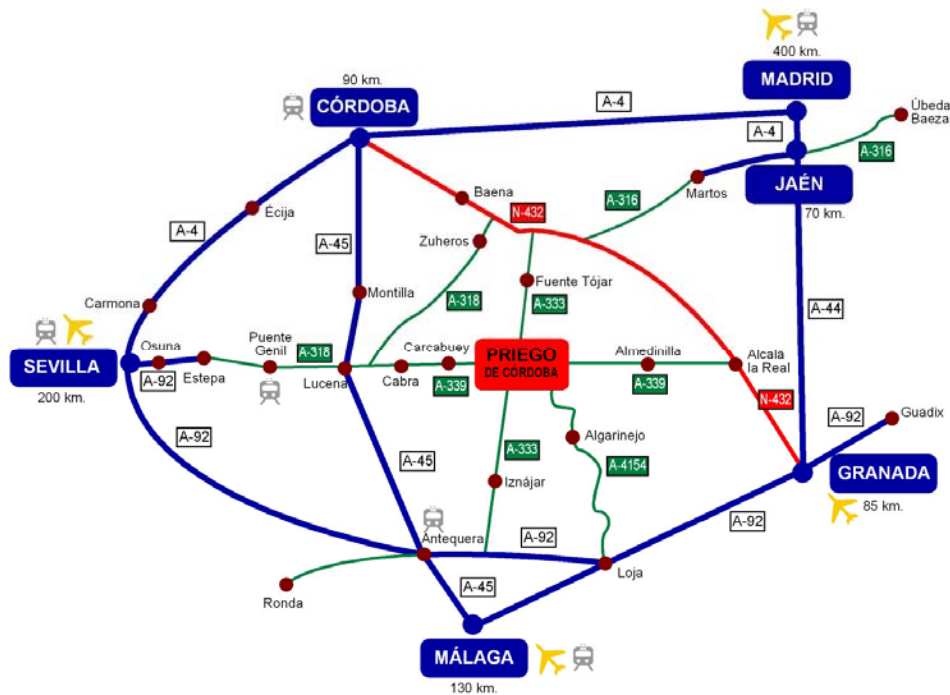 400 km.
MADRID
90 km.
CÓRDOBA
A-4
Úbeda
Baeza
A-4
A-316
JAÉN
70 km.
Martos
A-316
Baena
N-432
Écija
A-4
A-45
Zuheros
Fuente Tójar
A-333
A-318
Montilla
Carmona
A-44
SEVILLA
200 km.
Osuna
A-92
Estepa
Puente
Genil
A-318
Lucena
Cabra
Carcabuey
A-339
PRIEGO
DE CÓRDOBA
Almedinilla
A-339
Alcalá
la Real
N-432
A-92
Guadix
A-92
A-45
A-333
Iznájar
Algarinejo
A-4154
GRANADA
85 km.
A-92
Antequera
A-92
Loja
Ronda
A-45
MÁLAGA
130 km.